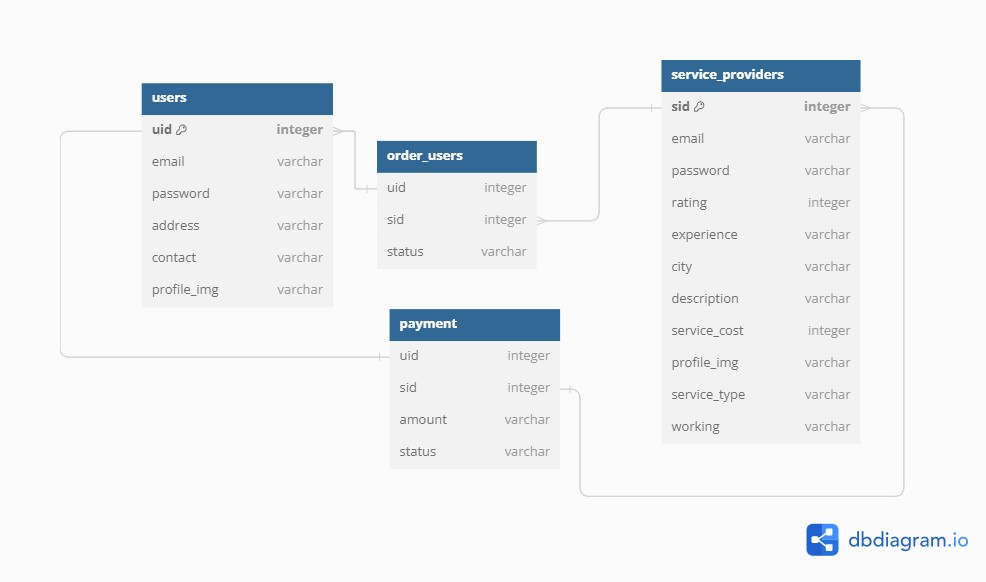 users
uid integer
email varchar
password varchar
address varchar
contact varchar
profile_img varchar
order_users
uid integer
sid integer
status varchar
payment
uid integer
sid integer
amount varchar
status varchar
service_providers
sid integer
email varchar
password varchar
rating integer
experience varchar
city varchar
description varchar
service_cost integer
profile_img varchar
service_type varchar
working varchar
dbdiagram.io